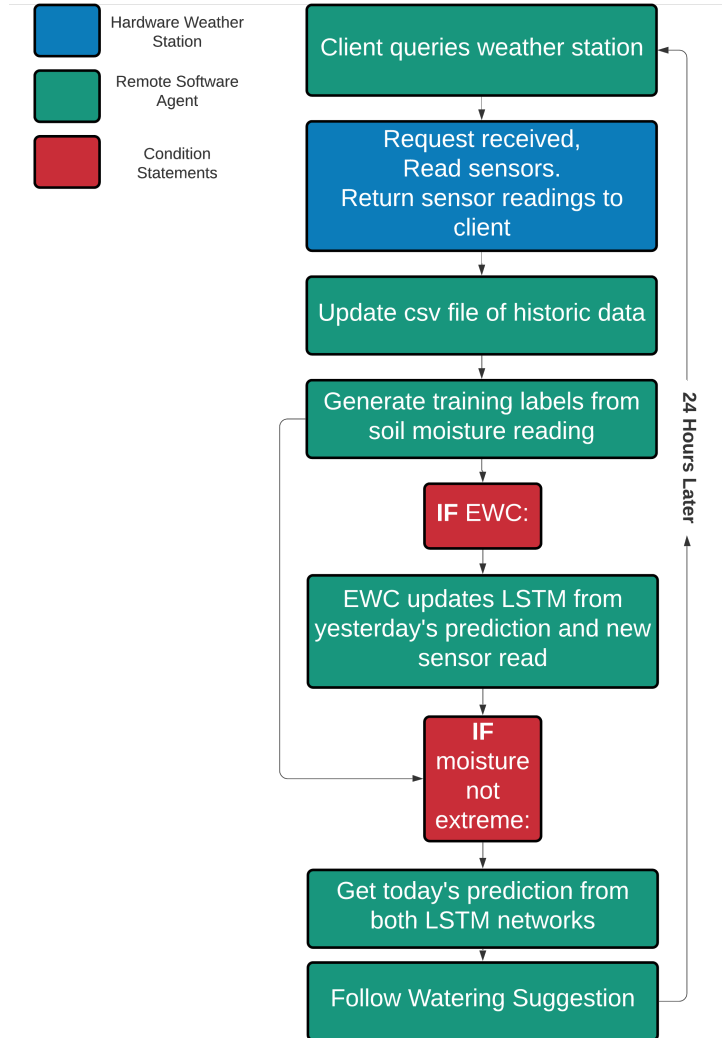 Hardware Weather
Station
Remote Software
Agent
Condition
Statements
Client queries weather station
Request received,
Read sensors.
Return sensor readings to
client
Update csv file of historic data
Generate training labels from
soil moisture reading
IF EWC:
EWC updates LSTM from
yesterday's prediction and new
sensor read
IF
moisture
not
extreme:
Get today's prediction from
both LSTM networks
Follow Watering Suggestion
24 Hours Later